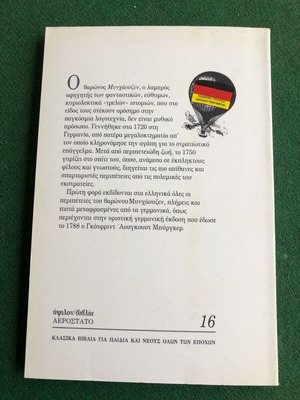 Ο βαρώνος Μυνχάουζεν, ο λαμπρός
αφηγητής των φανταστικών, εύθυμων,
κυριολεκτικά «τρελών» ιστοριών, που στο
είδος τους στέκουν ορόσημο στην
παγκόσμια λογοτεχνία, δεν είναι μυθικό
πρόσωπο. Γεννήθηκε στα 1720 στη
Γερμανία, από πατέρα μεγαλοκτηματία απ'
τον οποίο κληρονόμησε την αγάπη για το στρατιωτικό
επάγγελμα. Μετά από περιπετειώδη ζωή, το 1750
γυρίζει στο σπίτι του, όπου, ανάμεσα σε έκπληκτους
φίλους και γνωστούς, διηγείται τις πιο απίθανες και
σπαρταριστές περιπέτειες από τις πολεμικές του
εκστρατείες.
Πρώτη φορά εκδίδονται στα ελληνικά όλες οι
περιπέτειες του βαρώνου Μυνχάουζεν, πλήρεις και
πιστά μεταφρασμένες από τα γερμανικά, όπως
περιέχονται στην οριστική γερμανική έκδοση που έδωσε
το 1788 ο Γκότφριντ Άουγκουστ Μπύργκερ.
ύψιλον/βιβλία
ΑΕΡΟΣΤΑΤΟ
16
ΚΛΑΣΙΚΑ ΒΙΒΛΙΑ ΓΙΑ ΠΑΙΔΙΑ ΚΑΙ ΝΕΟΥΣ ΟΛΩΝ ΤΩΝ ΕΠΟΧΩΝ